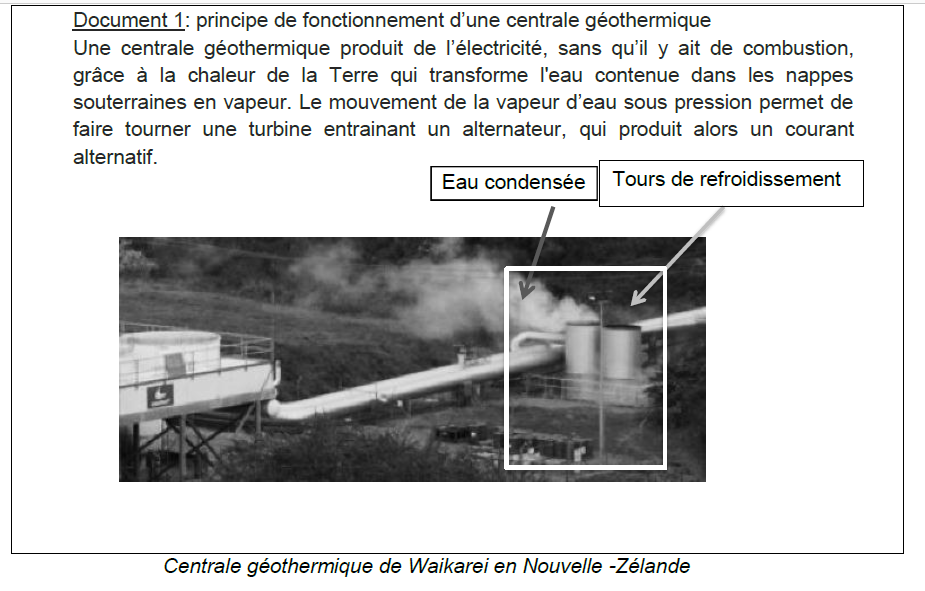 Document 1: principe de fonctionnement d’une centrale géothermique
Une centrale géothermique produit de l’électricité, sans qu’il y ait de combustion,
grâce à la chaleur de la Terre qui transforme l'eau contenue dans les nappes
souterraines en vapeur. Le mouvement de la vapeur d’eau sous pression permet de
faire tourner une turbine entrainant un alternateur, qui produit alors un courant
alternatif.
Eau condensée
Tours de refroidissement
Centrale géothermique de Waikarei en Nouvelle -Zélande